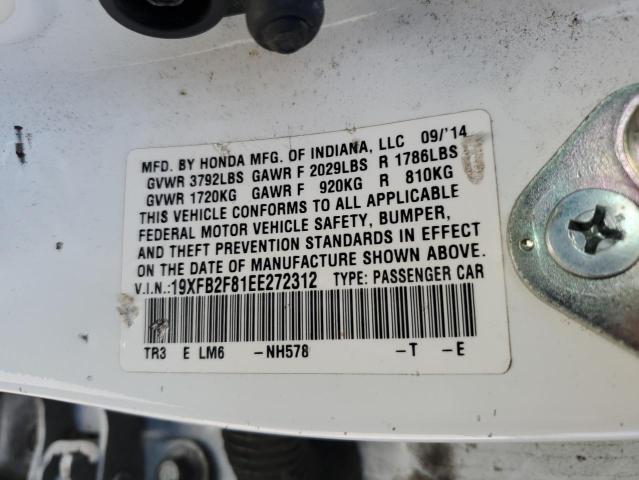 MFD. BY HONDA MFG. OF INDIANA, LLC 09/'14
GVWR 3792LBS GAWR F 2029LBS R 1786LBS
GVWR 1720KG GAWR F 920KG R 810KG
THIS VEHICLE CONFORMS TO ALL APPLICABLE
FEDERAL MOTOR VEHICLE SAFETY, BUMPER,
AND THEFT PREVENTION STANDARDS IN EFFECT
ON THE DATE OF MANUFACTURE SHOWN ABOVE.
V.I.N.:19XFB2F81EE272312 TYPE: PASSENGER CAR
TR3 E LM6 -NH578 -T -E